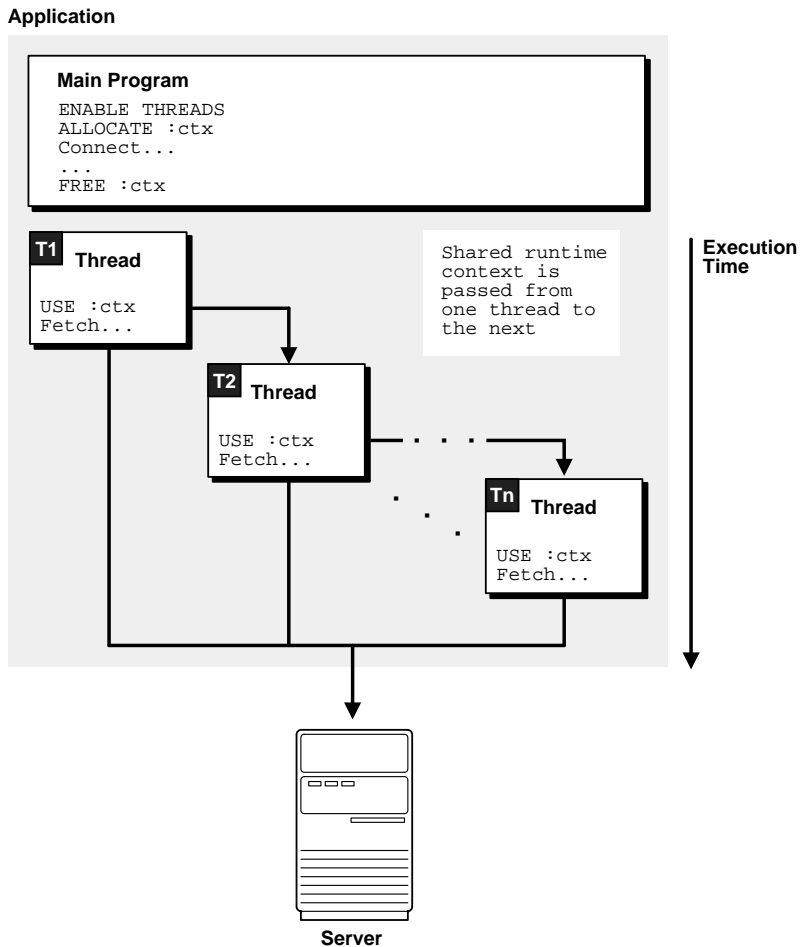 Application
Main Program
ENABLE THREADS
ALLOCATE :ctx
Connect...
...
FREE :ctx
T1
Thread
USE :ctx
Fetch...
Shared runtime
context is
passed from
one thread to
the next
Execution
Time
T2
Thread
USE :ctx
Fetch...
Tn
Thread
USE :ctx
Fetch...
Server